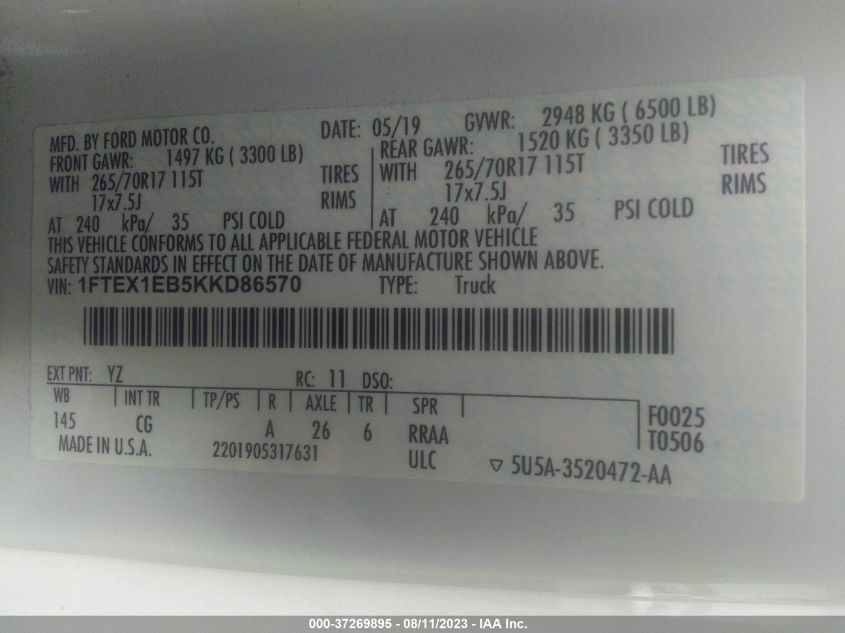 MFD. BY FORD MOTOR CO. DATE: 05/19 GVWR: 2948 KG ( 6500 LB)
FRONT GAWR: 1497 KG ( 3300 LB) REAR GAWR: 1520 KG ( 3350 LB)
WITH 265/70R17 115T TIRES WITH 265/70R17 115T TIRES
17x7.5J RIMS 17x7.5J RIMS
AT 240 kPa/ 35 PSI COLD AT 240 kPa/ 35 PSI COLD
THIS VEHICLE CONFORMS TO ALL APPLICABLE FEDERAL MOTOR VEHICLE
SAFETY STANDARDS IN EFFECT ON THE DATE OF MANUFACTURE SHOWN ABOVE.
VIN: 1FTEX1EB5KKD86570 TYPE: Truck
EXT PNT: YZ RC: 11 DSO:
WB INT TR TP/PS R AXLE TR SPR F0025
145 CG A 26 6 RRAA T0506
MADE IN U.S.A. 2201905317631 ULC ▽ 5U5A-3520472-AA
000-37269895 - 08/11/2023 - IAA Inc.